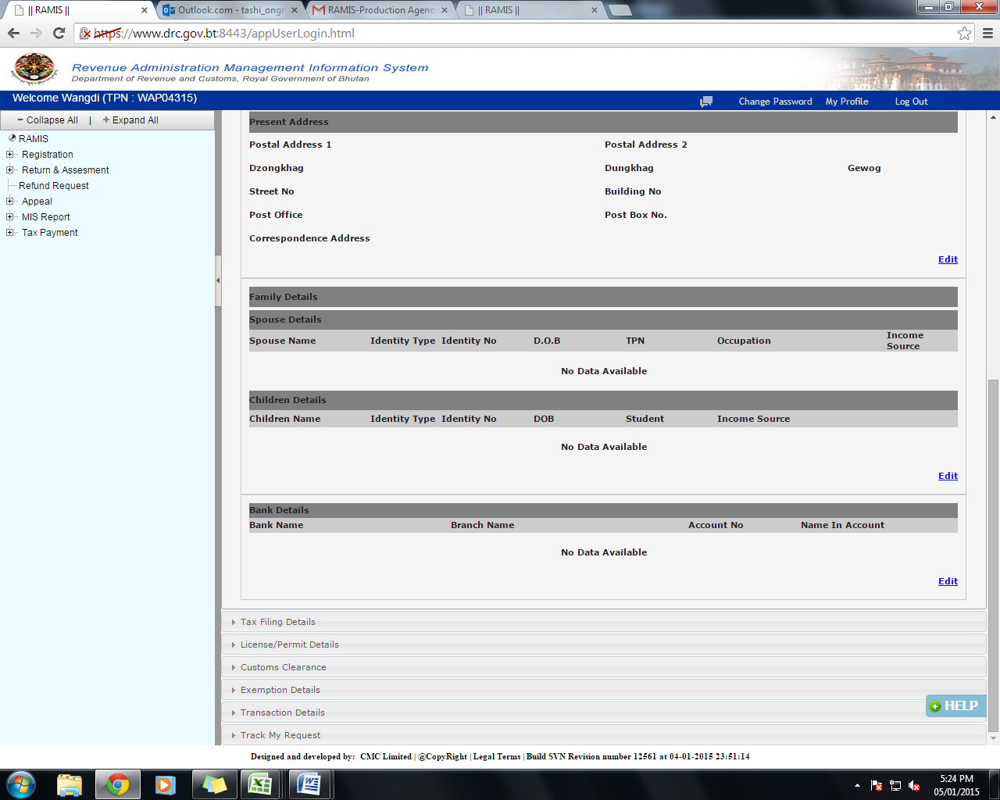 || RAMIS ||
Outlook.com - tashi_ongr
RAMIS-Production Agenc
|| RAMIS ||
https://www.drc.gov.bt:8443/appUserLogin.html
Revenue Administration Management Information System
Department of Revenue and Customs, Royal Government of Bhutan
Welcome Wangdi (TPN : WAP04315)
Change Password My Profile Log Out
Collapse All | Expand All
RAMIS
Registration
Return & Assesment
Refund Request
Appeal
MIS Report
Tax Payment
Present Address
Postal Address 1 Postal Address 2
Dzongkhag Dungkhag Gewog
Street No Building No
Post Office Post Box No.
Correspondence Address
Edit
Family Details
Spouse Details
Spouse Name Identity Type Identity No D.O.B TPN Occupation Income Source
No Data Available
Children Details
Children Name Identity Type Identity No DOB Student Income Source
No Data Available
Edit
Bank Details
Bank Name Branch Name Account No Name In Account
No Data Available
Edit
Tax Filing Details
License/Permit Details
Customs Clearance
Exemption Details
HELP
Transaction Details
Track My Request
Designed and developed by: CMC Limited | @CopyRight | Legal Terms | Build SVN Revision number 12561 at 04-01-2015 23:51:14
5:24 PM
05/01/2015